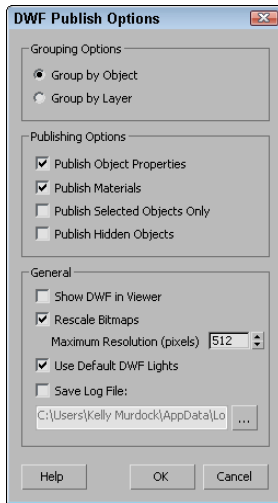 DWF Publish Options
Grouping Options
Group by Object
Group by Layer
Publishing Options
Publish Object Properties
Publish Materials
Publish Selected Objects Only
Publish Hidden Objects
General
Show DWF in Viewer
Rescale Bitmaps
Maximum Resolution (pixels) 512
Use Default DWF Lights
Save Log File:
C:\Users\Kelly Murdock\AppData\Lo ...
Help OK Cancel